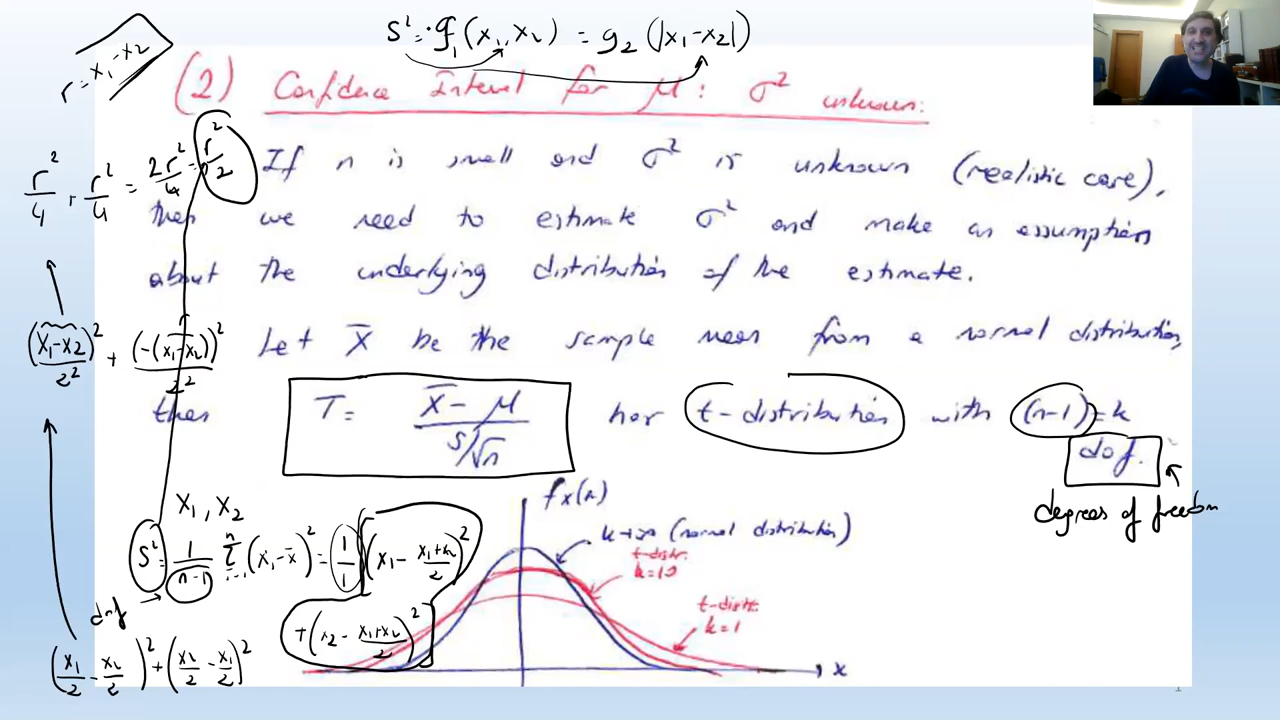 S² = g₁(x₁, x₂) = g₂(|x₁-x₂|)
r = x₁-x₂
(2) Confidence Interval for μ: σ² unknown:
If n is small and σ² is unknown (realistic case),
then we need to estimate σ² and make an assumption
about the underlying distribution of the estimate.
r²/4 + r²/4 = 2r²/4 = r²/2
Let X̄ be the sample mean from a normal distribution,
(x₁-x₂)²/2² + (-(x₁-x₂))²/2²
r
then T = (X̄ - μ)/(S/√n) has t-distribution with (n-1) = k
dof.
degrees of freedom
x₁, x₂
S² = 1/(n-1) Σ_{i=1}^{n} (x_i - x̄)² = 1/1 (x₁ - (x₁+x₂)/2)²
+ (x₂ - (x₁+x₂)/2)²
dof
(x₁/2 - x₂/2)² + (x₂/2 - x₁/2)²
fx(x)
k→∞ (normal distribution)
t-distr.
k=10
t-distr.
k=1
x
1